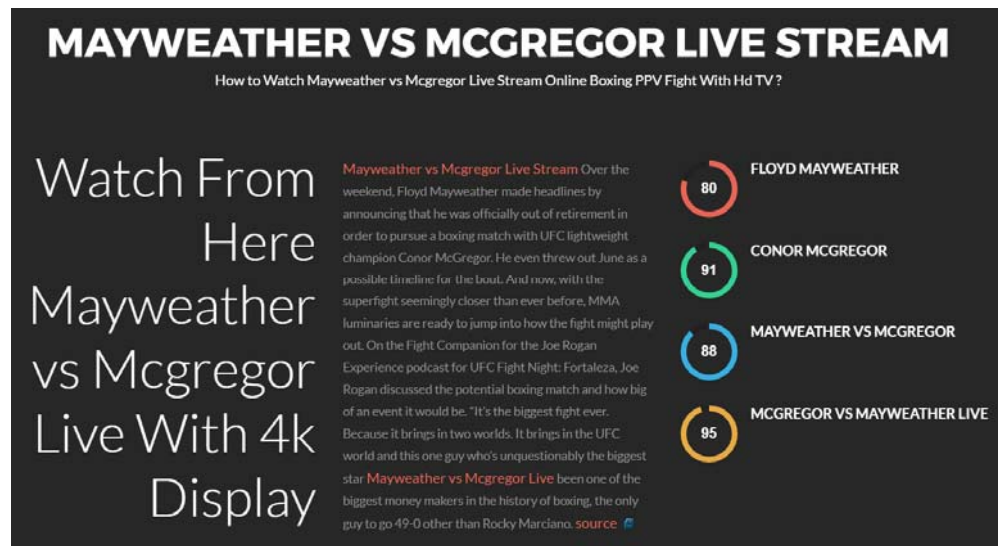 MAYWEATHER VS MCGREGOR LIVE STREAM
How to Watch Mayweather vs Mcgregor Live Stream Online Boxing PPV Fight With Hd TV ?
Watch From
Here
Mayweather
vs Mcgregor
Live With 4k
Display
Mayweather vs Mcgregor Live Stream Over the
weekend, Floyd Mayweather made headlines by
announcing that he was officially out of retirement in
order to pursue a boxing match with UFC lightweight
champion Conor McGregor. He even threw out June as a
possible timeline for the bout. And now, with the
superfight seemingly closer than ever before, MMA
luminaries are ready to jump into how the fight might play
out. On the Fight Companion for the Joe Rogan
Experience podcast for UFC Fight Night: Fortaleza, Joe
Rogan discussed the potential boxing match and how big
of an event it would be. "It's the biggest fight ever.
Because it brings in two worlds. It brings in the UFC
world and this one guy who's unquestionably the biggest
star Mayweather vs Mcgregor Live been one of the
biggest money makers in the history of boxing, the only
guy to go 49-0 other than Rocky Marciano. source
80
FLOYD MAYWEATHER
91
CONOR MCGREGOR
88
MAYWEATHER VS MCGREGOR
95
MCGREGOR VS MAYWEATHER LIVE